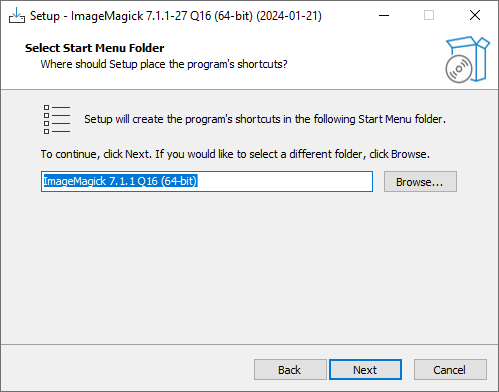 Setup - ImageMagick 7.1.1-27 Q16 (64-bit) (2024-01-21)
Select Start Menu Folder
Where should Setup place the program's shortcuts?
Setup will create the program's shortcuts in the following Start Menu folder.
To continue, click Next. If you would like to select a different folder, click Browse.
ImageMagick 7.1.1 Q16 (64-bit)
Browse...
Back
Next
Cancel